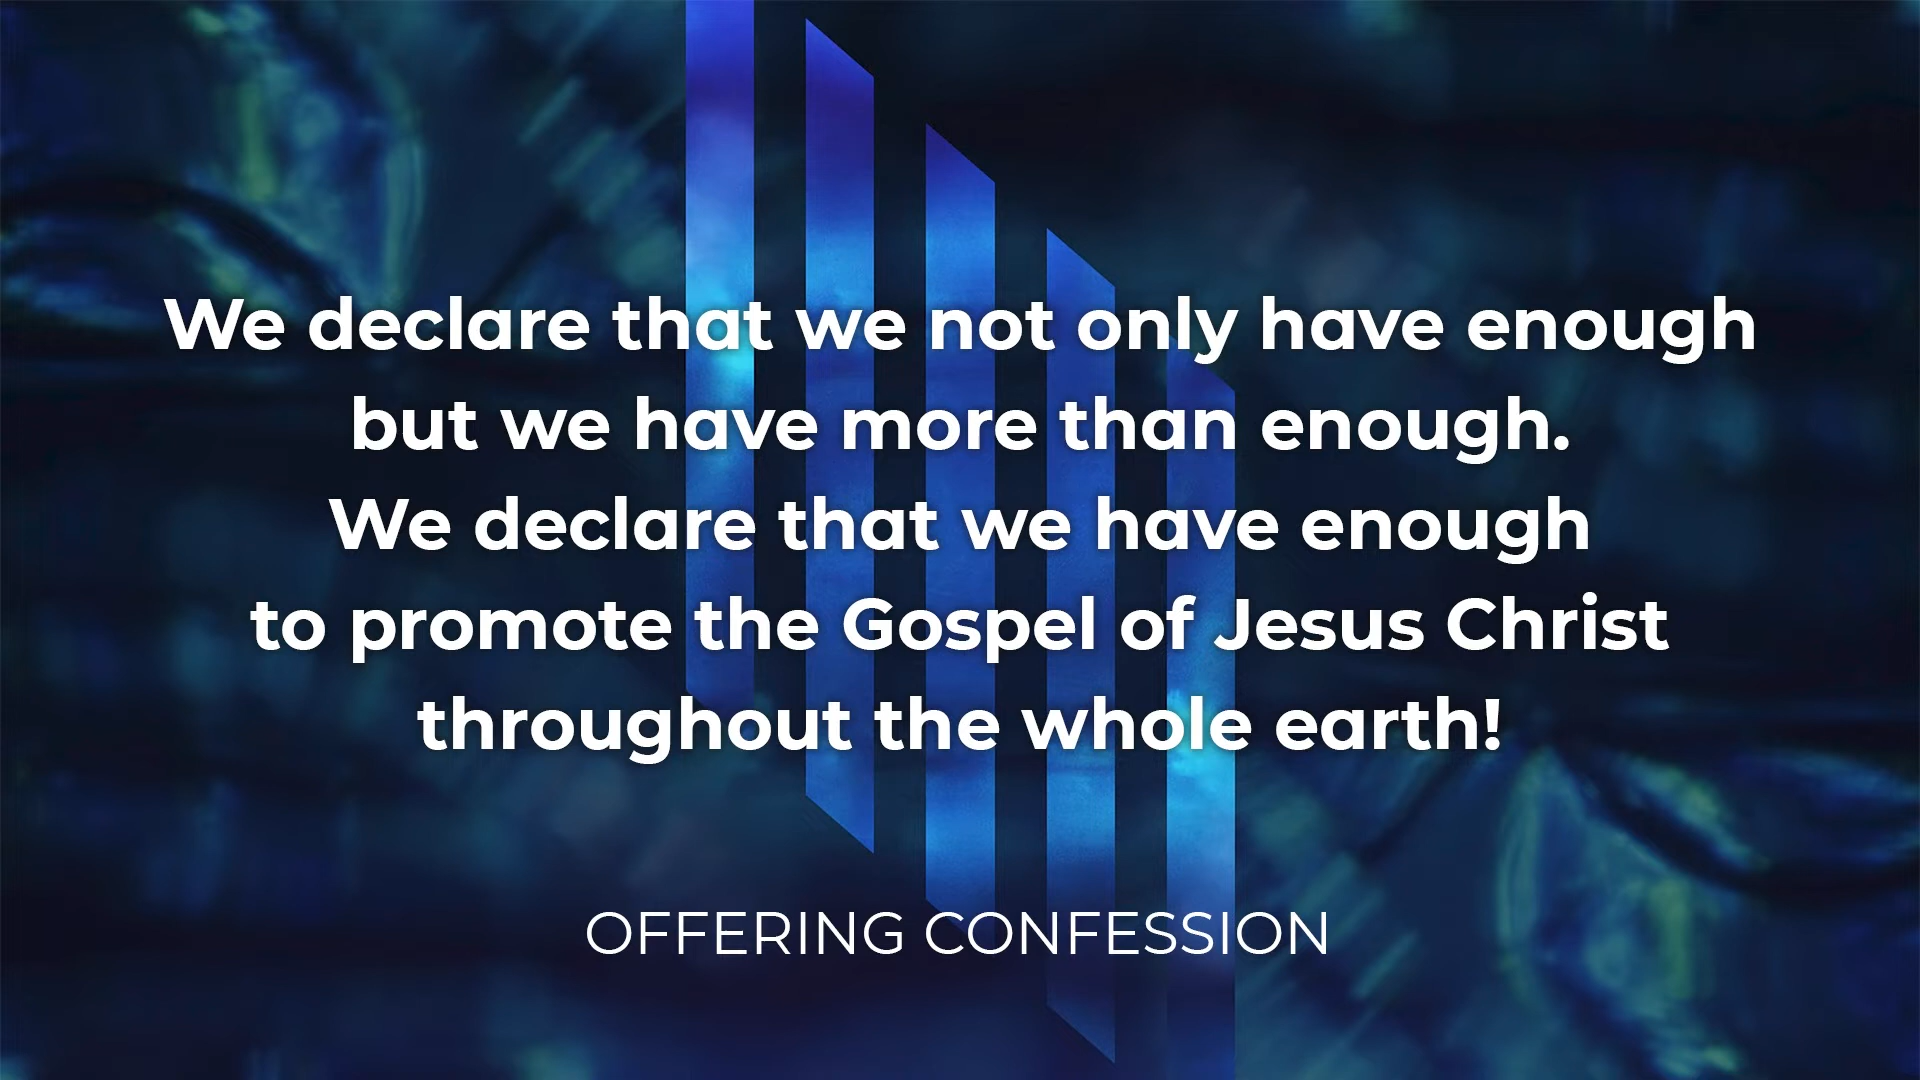 We declare that we not only have enough
but we have more than enough.
We declare that we have enough
to promote the Gospel of Jesus Christ
throughout the whole earth!
OFFERING CONFESSION